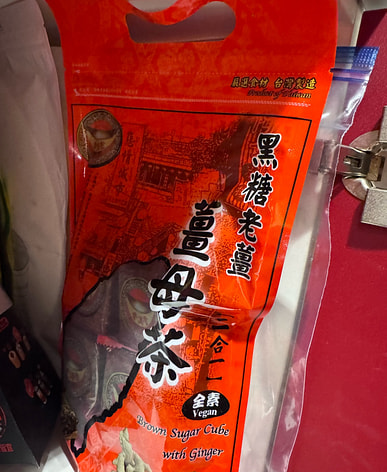 嚴選食材 台灣製造
黑糖老薑
薑母茶
二合一
全素
Vegan
Brown Sugar Cube
with Ginger